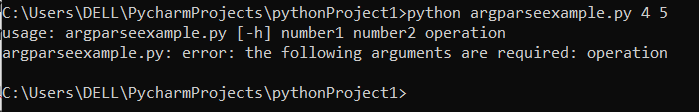 C:\Users\DELL\PycharmProjects\pythonProject1>python argparseexample.py 4 5
usage: argparseexample.py [-h] number1 number2 operation
argparseexample.py: error: the following arguments are required: operation
C:\Users\DELL\PycharmProjects\pythonProject1>